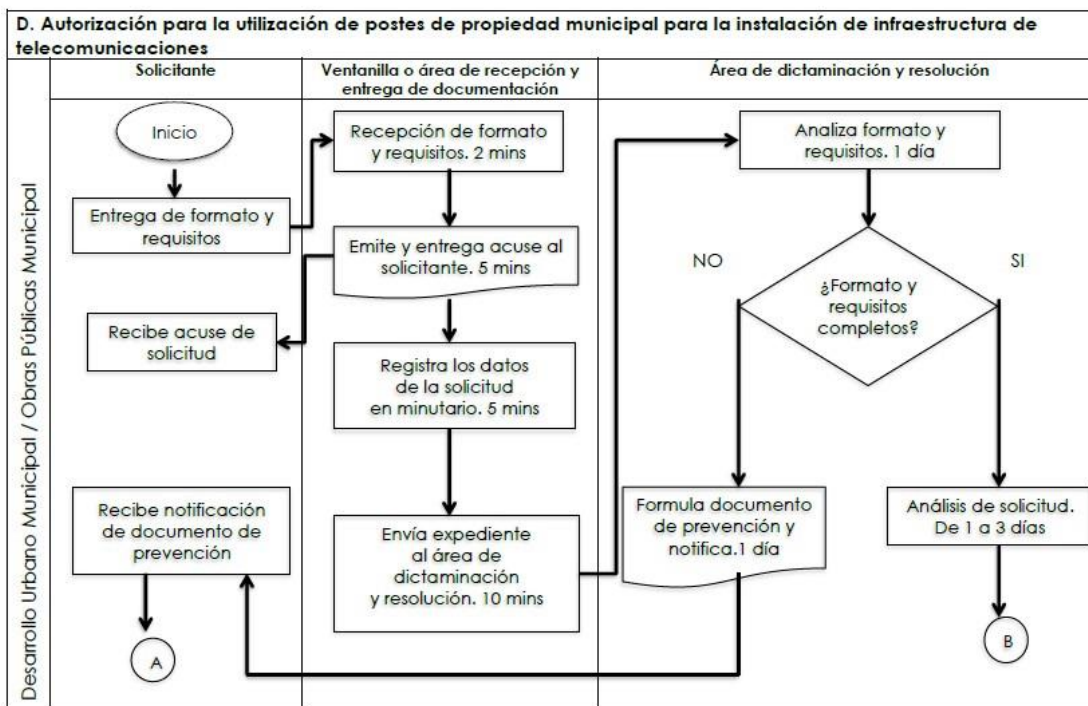 D. Autorización para la utilización de postes de propiedad municipal para la instalación de infraestructura de
telecomunicaciones
Solicitante
Ventanilla o área de recepción y
entrega de documentación
Área de dictaminación y resolución
Desarrollo Urbano Municipal / Obras Públicas Municipal
Inicio
Entrega de formato y
requisitos
Recepción de formato
y requisitos. 2 mins
Emite y entrega acuse al
solicitante. 5 mins
Recibe acuse de
solicitud
Registra los datos
de la solicitud
en minutario. 5 mins
Envía expediente
al área de
dictaminación
y resolución. 10 mins
Analiza formato y
requisitos. 1 día
¿Formato y
requisitos
completos?
NO
SI
Formula documento
de prevención y
notifica.1 día
Análisis de solicitud.
De 1 a 3 días
Recibe notificación
de documento de
prevención
A
B